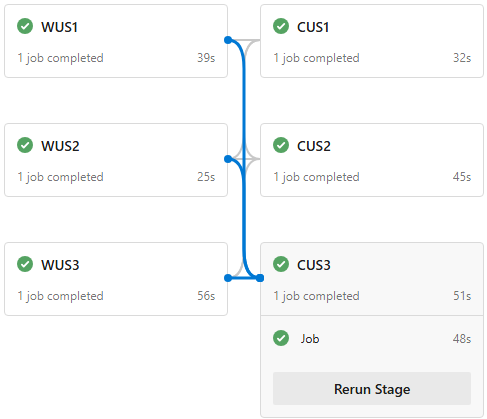 WUS1
1 job completed 39s
CUS1
1 job completed 32s
WUS2
1 job completed 25s
CUS2
1 job completed 45s
WUS3
1 job completed 56s
CUS3
1 job completed 51s
Job 48s
Rerun Stage